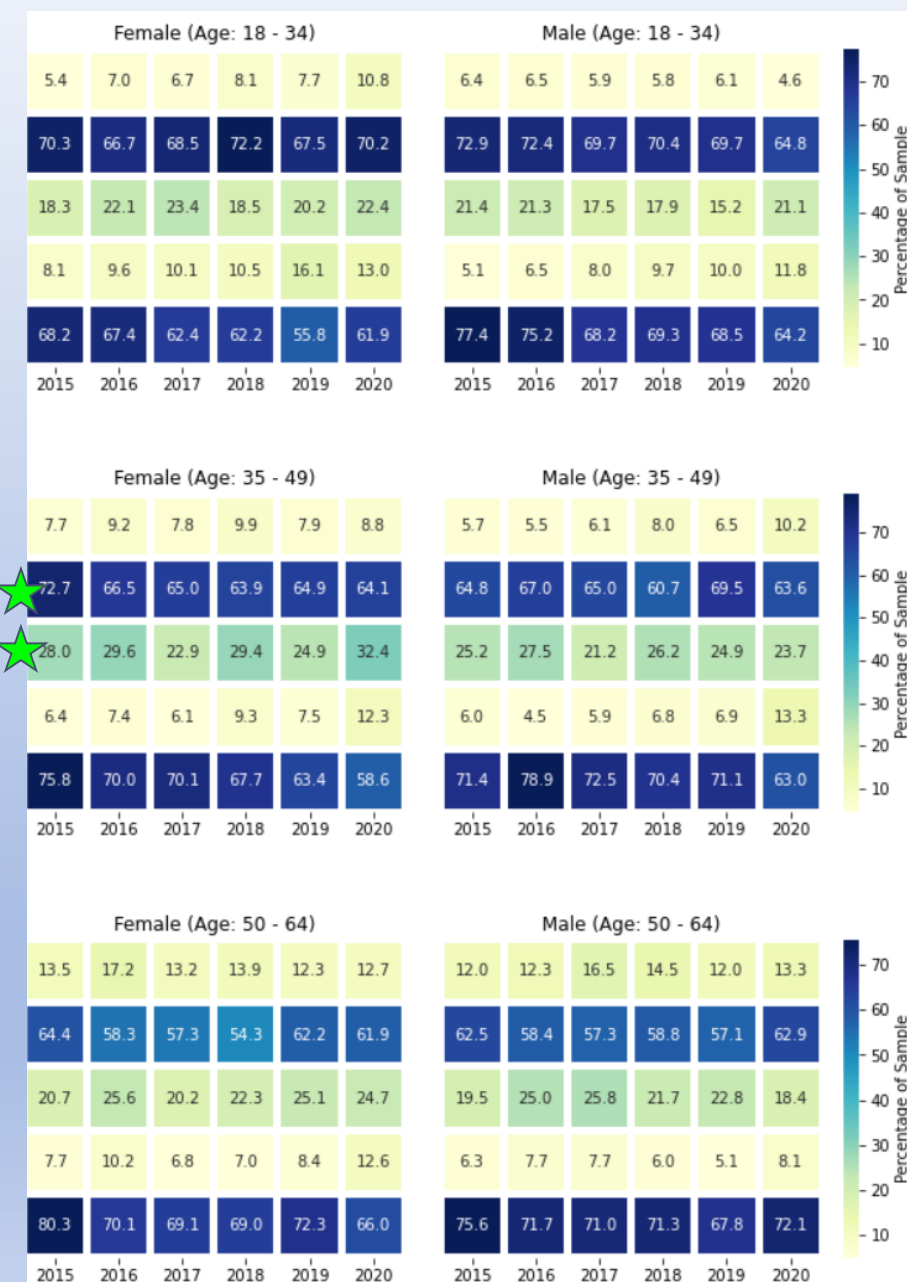 Female (Age: 18 - 34)
Male (Age: 18 - 34)
5.4 7.0 6.7 8.1 7.7 10.8 6.4 6.5 5.9 5.8 6.1 4.6
70.3 66.7 68.5 72.2 67.5 70.2 72.9 72.4 69.7 70.4 69.7 64.8
18.3 22.1 23.4 18.5 20.2 22.4 21.4 21.3 17.5 17.9 15.2 21.1
8.1 9.6 10.1 10.5 16.1 13.0 5.1 6.5 8.0 9.7 10.0 11.8
68.2 67.4 62.4 62.2 55.8 61.9 77.4 75.2 68.2 69.3 68.5 64.2
2015 2016 2017 2018 2019 2020 2015 2016 2017 2018 2019 2020
70
60
50
40
30
20
10
Percentage of Sample
Female (Age: 35 - 49)
Male (Age: 35 - 49)
7.7 9.2 7.8 9.9 7.9 8.8 5.7 5.5 6.1 8.0 6.5 10.2
72.7 66.5 65.0 63.9 64.9 64.1 64.8 67.0 65.0 60.7 69.5 63.6
28.0 29.6 22.9 29.4 24.9 32.4 25.2 27.5 21.2 26.2 24.9 23.7
6.4 7.4 6.1 9.3 7.5 12.3 6.0 4.5 5.9 6.8 6.9 13.3
75.8 70.0 70.1 67.7 63.4 58.6 71.4 78.9 72.5 70.4 71.1 63.0
2015 2016 2017 2018 2019 2020 2015 2016 2017 2018 2019 2020
70
60
50
40
30
20
10
Percentage of Sample
Female (Age: 50 - 64)
Male (Age: 50 - 64)
13.5 17.2 13.2 13.9 12.3 12.7 12.0 12.3 16.5 14.5 12.0 13.3
64.4 58.3 57.3 54.3 62.2 61.9 62.5 58.4 57.3 58.8 57.1 62.9
20.7 25.6 20.2 22.3 25.1 24.7 19.5 25.0 25.8 21.7 22.8 18.4
7.7 10.2 6.8 7.0 8.4 12.6 6.3 7.7 7.7 6.0 5.1 8.1
80.3 70.1 69.1 69.0 72.3 66.0 75.6 71.7 71.0 71.3 67.8 72.1
2015 2016 2017 2018 2019 2020 2015 2016 2017 2018 2019 2020
70
60
50
40
30
20
10
Percentage of Sample